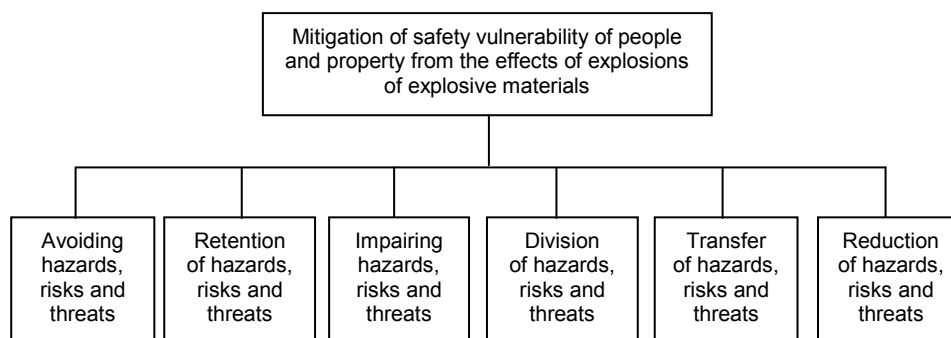 Mitigation of safety vulnerability of people
and property from the effects of explosions
of explosive materials
Avoiding
hazards,
risks and
threats
Retention
of hazards,
risks and
threats
Impairing
hazards,
risks and
threats
Division
of hazards,
risks and
threats
Transfer
of hazards,
risks and
threats
Reduction
of hazards,
risks and
threats